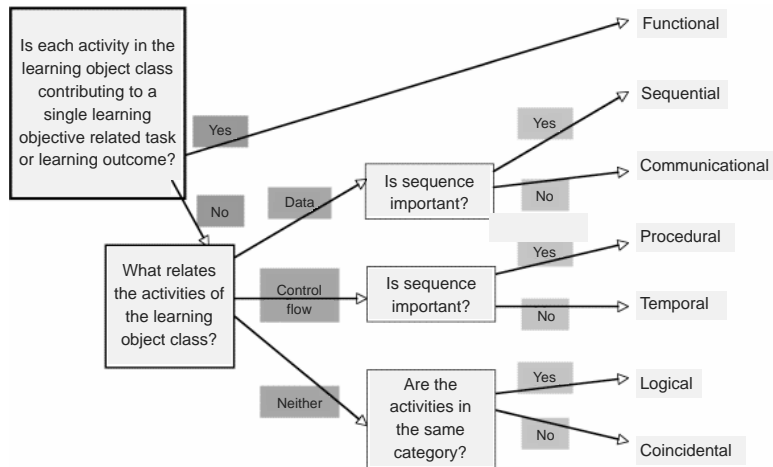 Is each activity in the
learning object class
contributing to a
single learning
objective related task
or learning outcome?
Yes
Functional
No
What relates
the activities of
the learning
object class?
Data
Is sequence
important?
Yes
Sequential
No
Communicational
Control
flow
Is sequence
important?
Yes
Procedural
No
Temporal
Neither
Are the
activities in
the same
category?
Yes
Logical
No
Coincidental